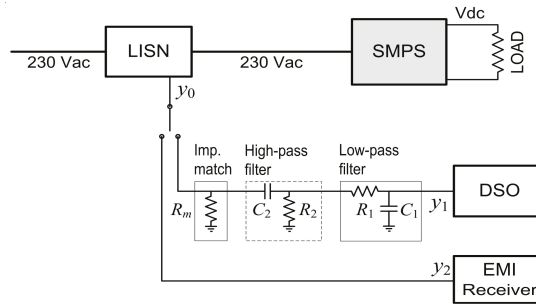 Vdc
LISN
SMPS
LOAD
230 Vac
230 Vac
y0
Imp.
match
High-pass
filter
Low-pass
filter
Rm
C2
R2
R1
C1
y1
DSO
y2
EMI
Receiver